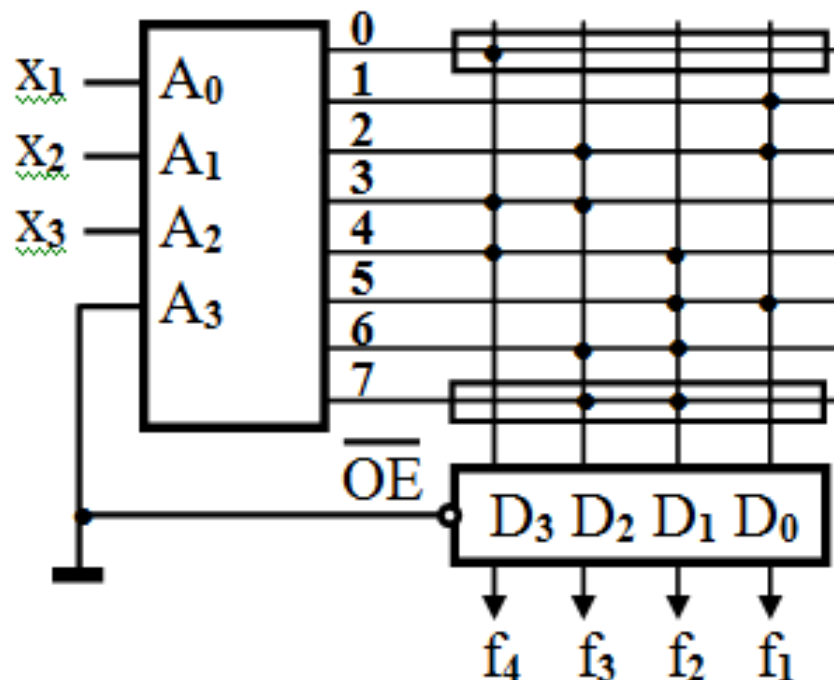 0
x₁ A₀ 1
x₂ A₁ 2
3
x₃ A₂ 4
A₃ 5
6
7
O̅E̅
D₃ D₂ D₁ D₀
f₄ f₃ f₂ f₁